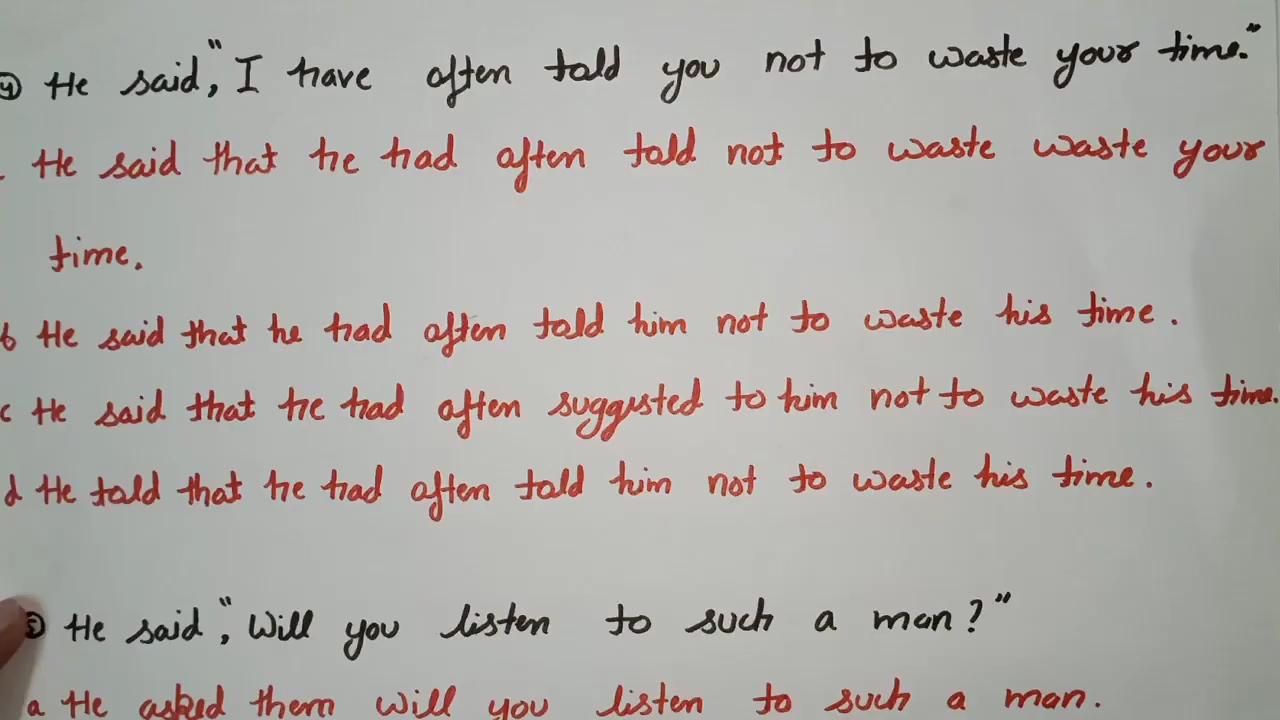 ④ He said,"I have often told you not to waste your time."
. He said that he had often told not to waste waste your
time.
b He said that he had often told him not to waste his time.
c He said that he had often suggested to him not to waste his time.
d He told that he had often told him not to waste his time.
⑤ He said,"Will you listen to such a man?"
a He asked them will you listen to such a man.